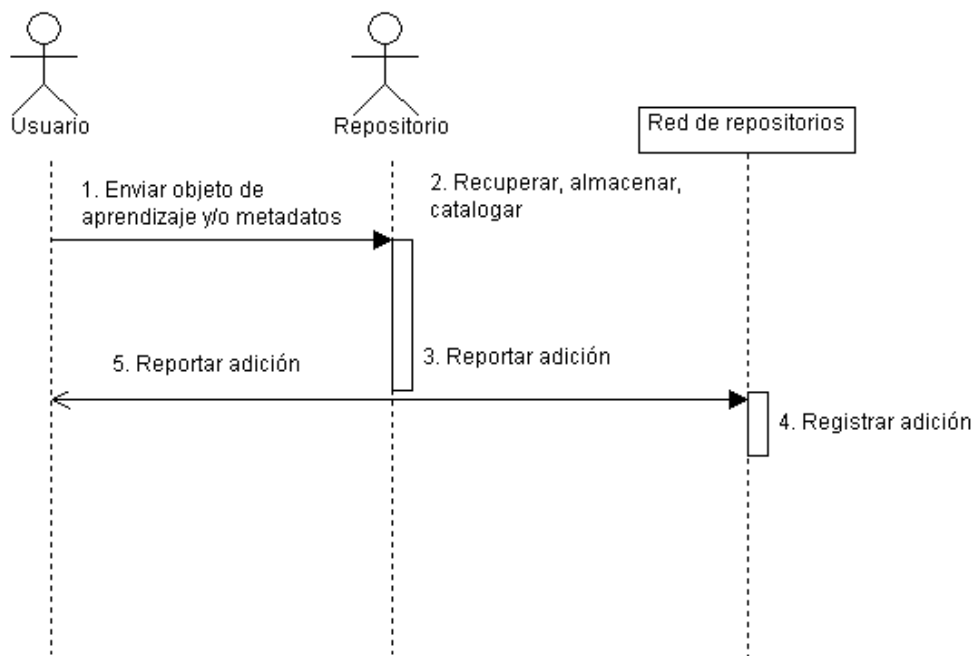 Usuario
Repositorio
Red de repositorios
1. Enviar objeto de
aprendizaje y/o metadatos
2. Recuperar, almacenar,
catalogar
5. Reportar adición
3. Reportar adición
4. Registrar adición